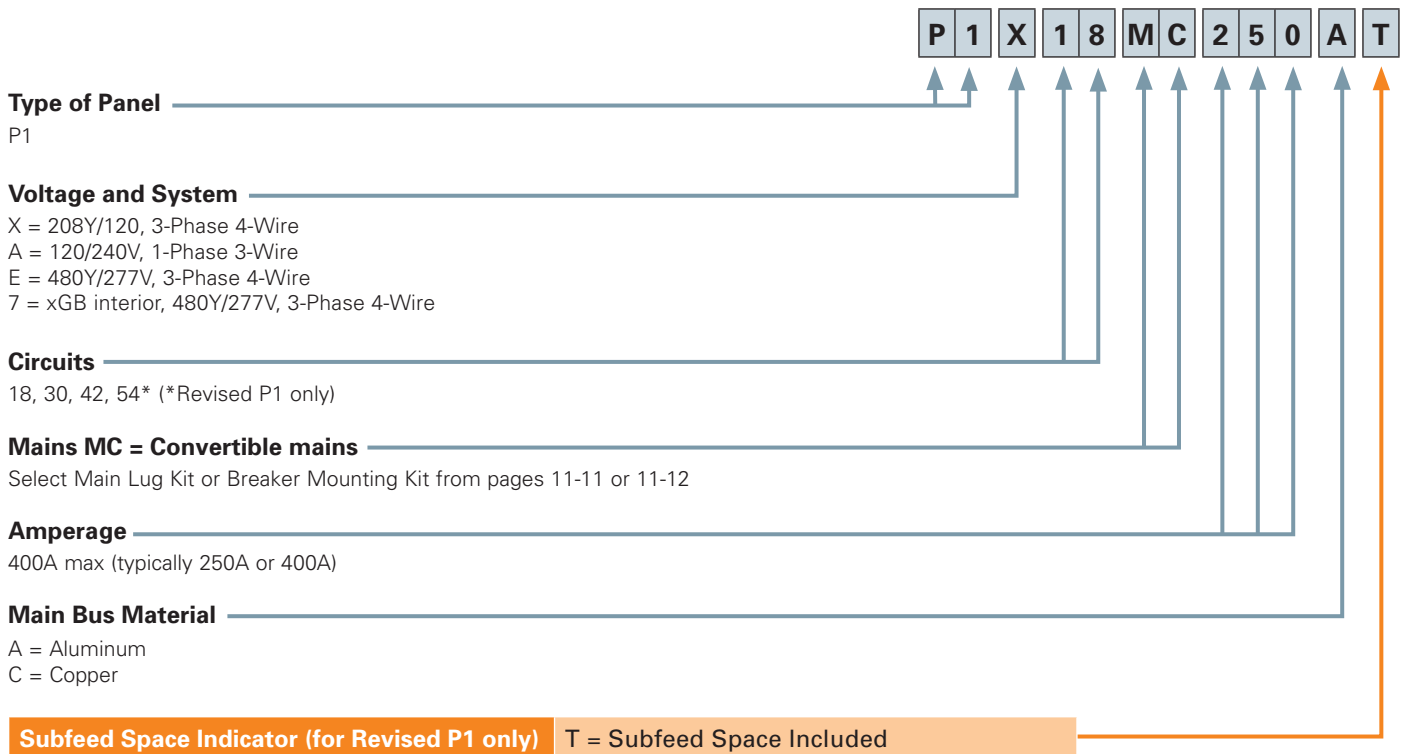 P 1 X 1 8 M C 2 5 0 A T
Type of Panel
P1
Voltage and System
X = 208Y/120, 3-Phase 4-Wire
A = 120/240V, 1-Phase 3-Wire
E = 480Y/277V, 3-Phase 4-Wire
7 = xGB interior, 480Y/277V, 3-Phase 4-Wire
Circuits
18, 30, 42, 54* (*Revised P1 only)
Mains MC = Convertible mains
Select Main Lug Kit or Breaker Mounting Kit from pages 11-11 or 11-12
Amperage
400A max (typically 250A or 400A)
Main Bus Material
A = Aluminum
C = Copper
Subfeed Space Indicator (for Revised P1 only) T = Subfeed Space Included